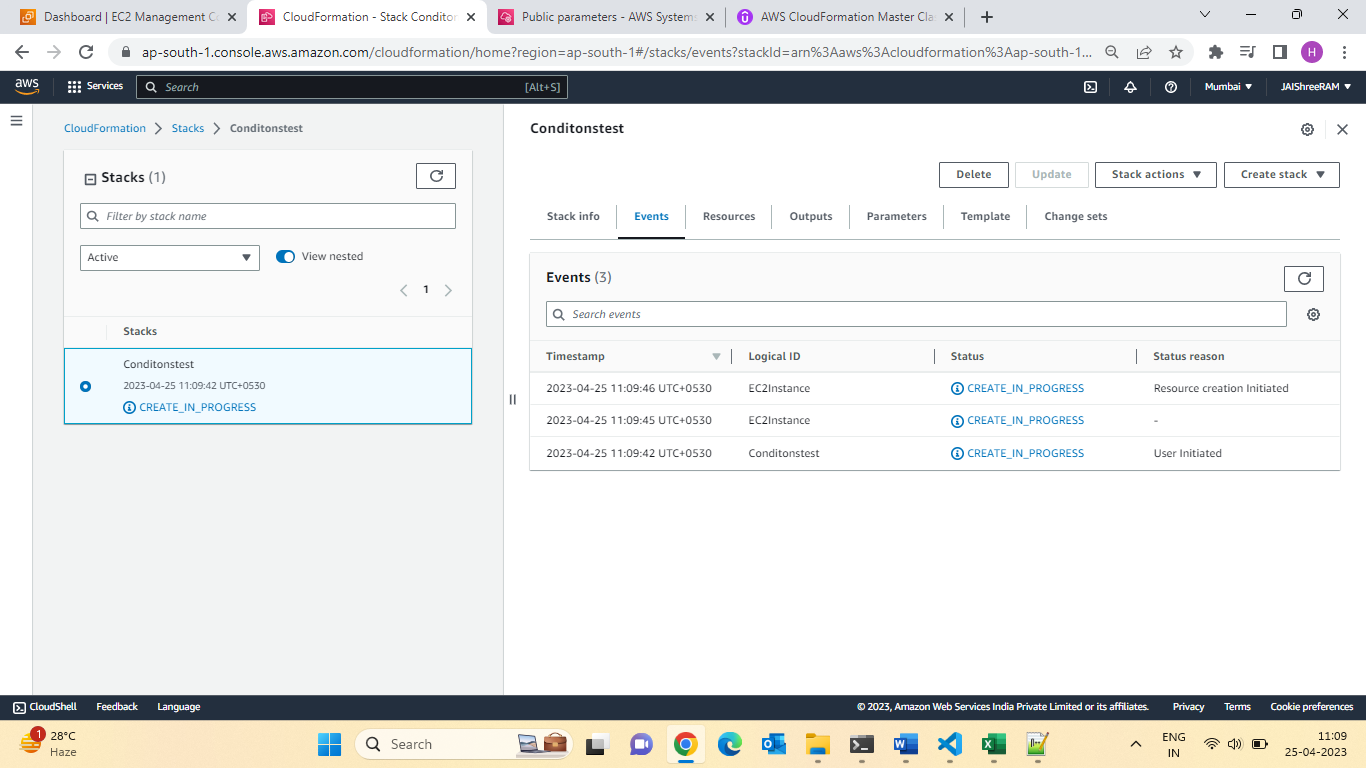 Dashboard | EC2 Management Co
CloudFormation - Stack Conditon
Public parameters - AWS Systems
AWS CloudFormation Master Clas
ap-south-1.console.aws.amazon.com/cloudformation/home?region=ap-south-1#/stacks/events?stackId=arn%3Aaws%3Acloudformation%3Aap-south-1...
H
aws
Services
Search
[Alt+S]
Mumbai
JAIShreeRAM
CloudFormation
Stacks
Conditonstest
Stacks (1)
Filter by stack name
Active
View nested
1
Stacks
Conditonstest
2023-04-25 11:09:42 UTC+0530
CREATE_IN_PROGRESS
Conditonstest
Delete
Update
Stack actions
Create stack
Stack info
Events
Resources
Outputs
Parameters
Template
Change sets
Events (3)
Search events
Timestamp
Logical ID
Status
Status reason
2023-04-25 11:09:46 UTC+0530
EC2Instance
CREATE_IN_PROGRESS
Resource creation Initiated
2023-04-25 11:09:45 UTC+0530
EC2Instance
CREATE_IN_PROGRESS
-
2023-04-25 11:09:42 UTC+0530
Conditonstest
CREATE_IN_PROGRESS
User Initiated
CloudShell
Feedback
Language
© 2023, Amazon Web Services India Private Limited or its affiliates.
Privacy
Terms
Cookie preferences
1
28°C
Haze
Search
ENG
IN
11:09
25-04-2023